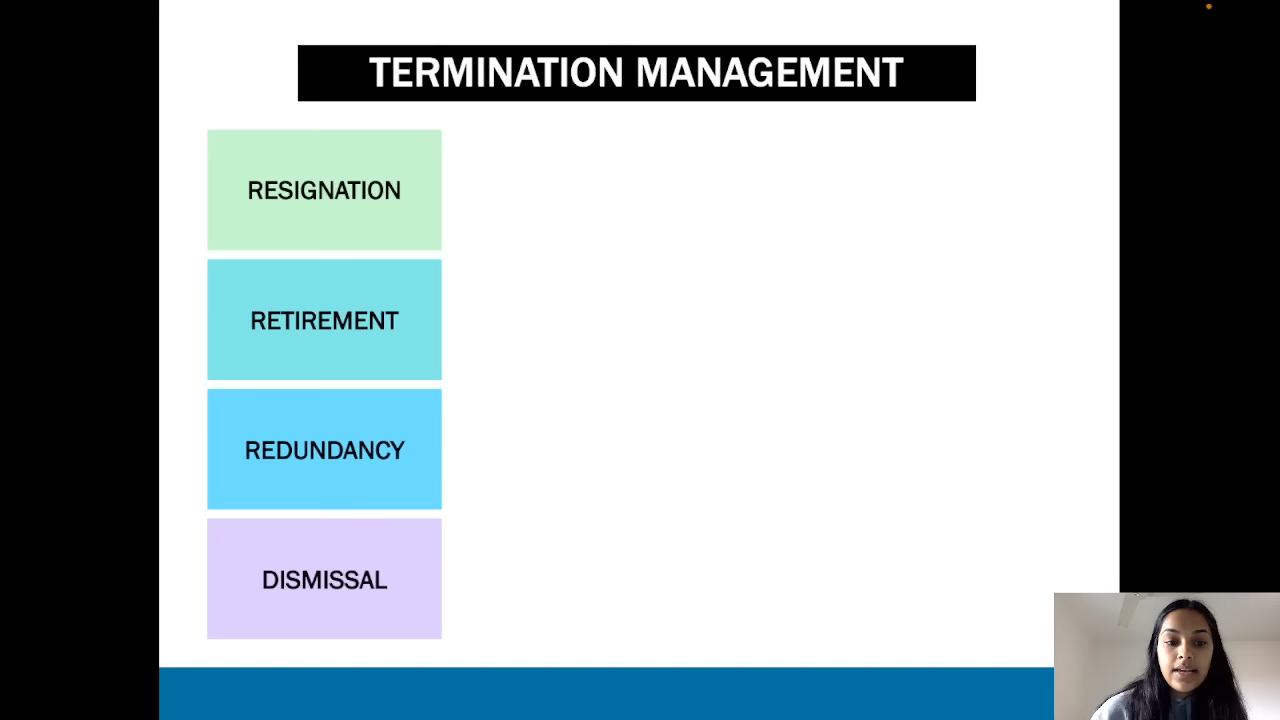 TERMINATION MANAGEMENT
RESIGNATION
RETIREMENT
REDUNDANCY
DISMISSAL